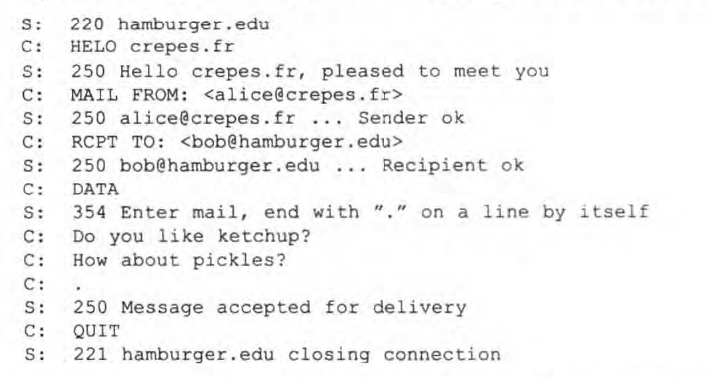 S: 220 hamburger.edu
C: HELO crepes.fr
S: 250 Hello crepes.fr, pleased to meet you
C: MAIL FROM: <alice@crepes.fr>
S: 250 alice@crepes.fr ... Sender ok
C: RCPT TO: <bob@hamburger.edu>
S: 250 bob@hamburger.edu ... Recipient ok
C: DATA
S: 354 Enter mail, end with "." on a line by itself
C: Do you like ketchup?
C: How about pickles?
C: .
S: 250 Message accepted for delivery
C: QUIT
S: 221 hamburger.edu closing connection